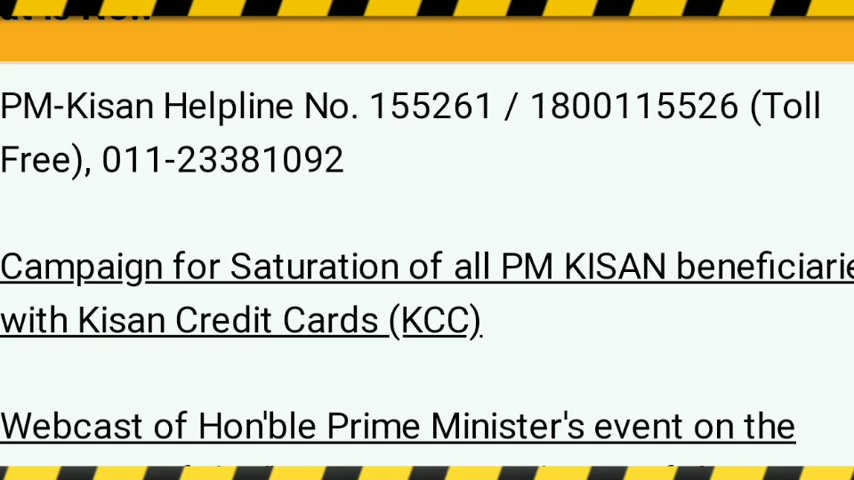 PM-Kisan Helpline No. 155261 / 1800115526 (Toll
Free), 011-23381092
Campaign for Saturation of all PM KISAN beneficiarie
with Kisan Credit Cards (KCC)
Webcast of Hon'ble Prime Minister's event on the